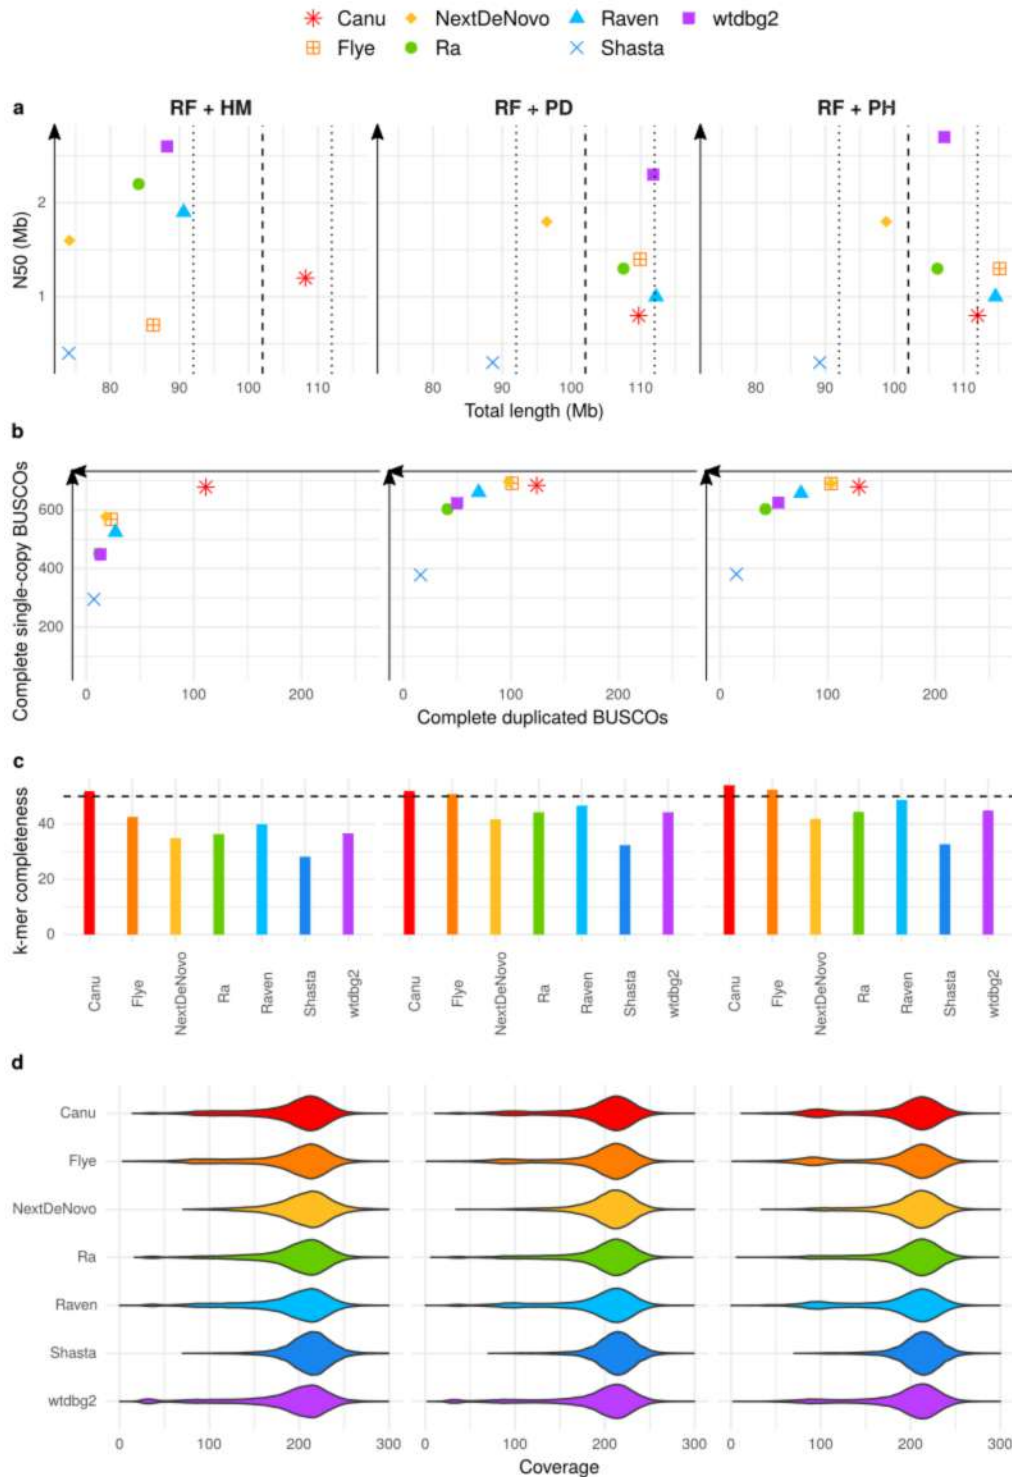 Canu NextDeNovo Raven wtdbg2
Flye Ra Shasta
a RF + HM RF + PD RF + PH
N50 (Mb)
2
1
80 90 100 110 80 90 100 110 80 90 100 110
Total length (Mb)
b
Complete single-copy BUSCOs
600
400
200
0 100 200 0 100 200 0 100 200
Complete duplicated BUSCOs
c
k-mer completeness
40
20
0
Canu Flye NextDeNovo Ra Raven Shasta wtdbg2 Canu Flye NextDeNovo Ra Raven Shasta wtdbg2 Canu Flye NextDeNovo Ra Raven Shasta wtdbg2
d
Canu
Flye
NextDeNovo
Ra
Raven
Shasta
wtdbg2
0 100 200 300 0 100 200 300 0 100 200 300
Coverage